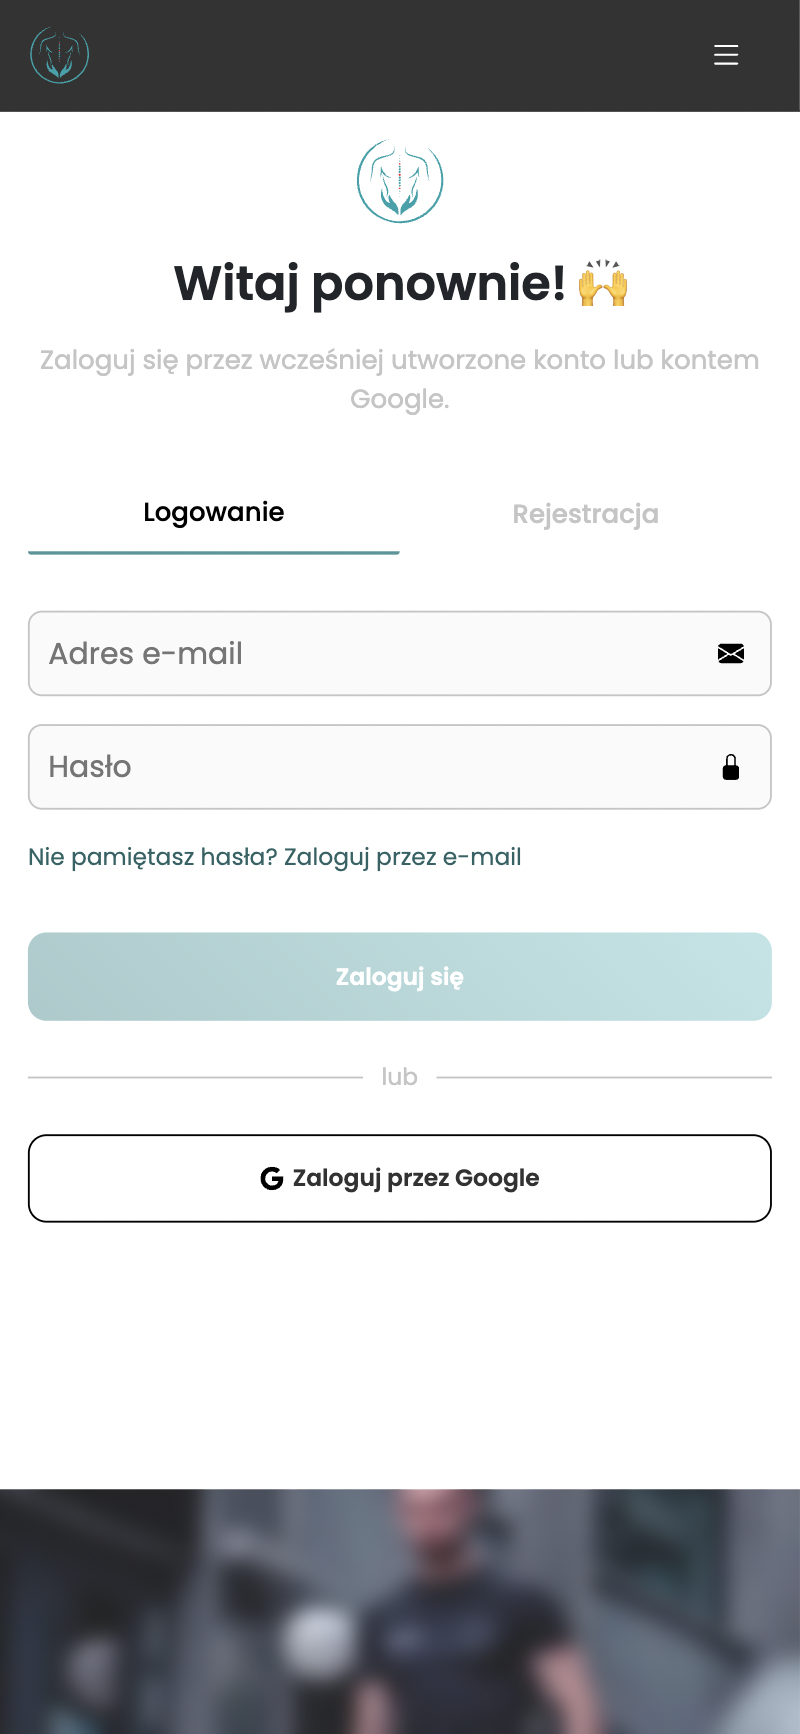 Witaj ponownie! 🙌
Zaloguj się przez wcześniej utworzone konto lub kontem
Google.
Logowanie
Rejestracja
Adres e-mail
Hasło
Nie pamiętasz hasła? Zaloguj przez e-mail
Zaloguj się
lub
Zaloguj przez Google